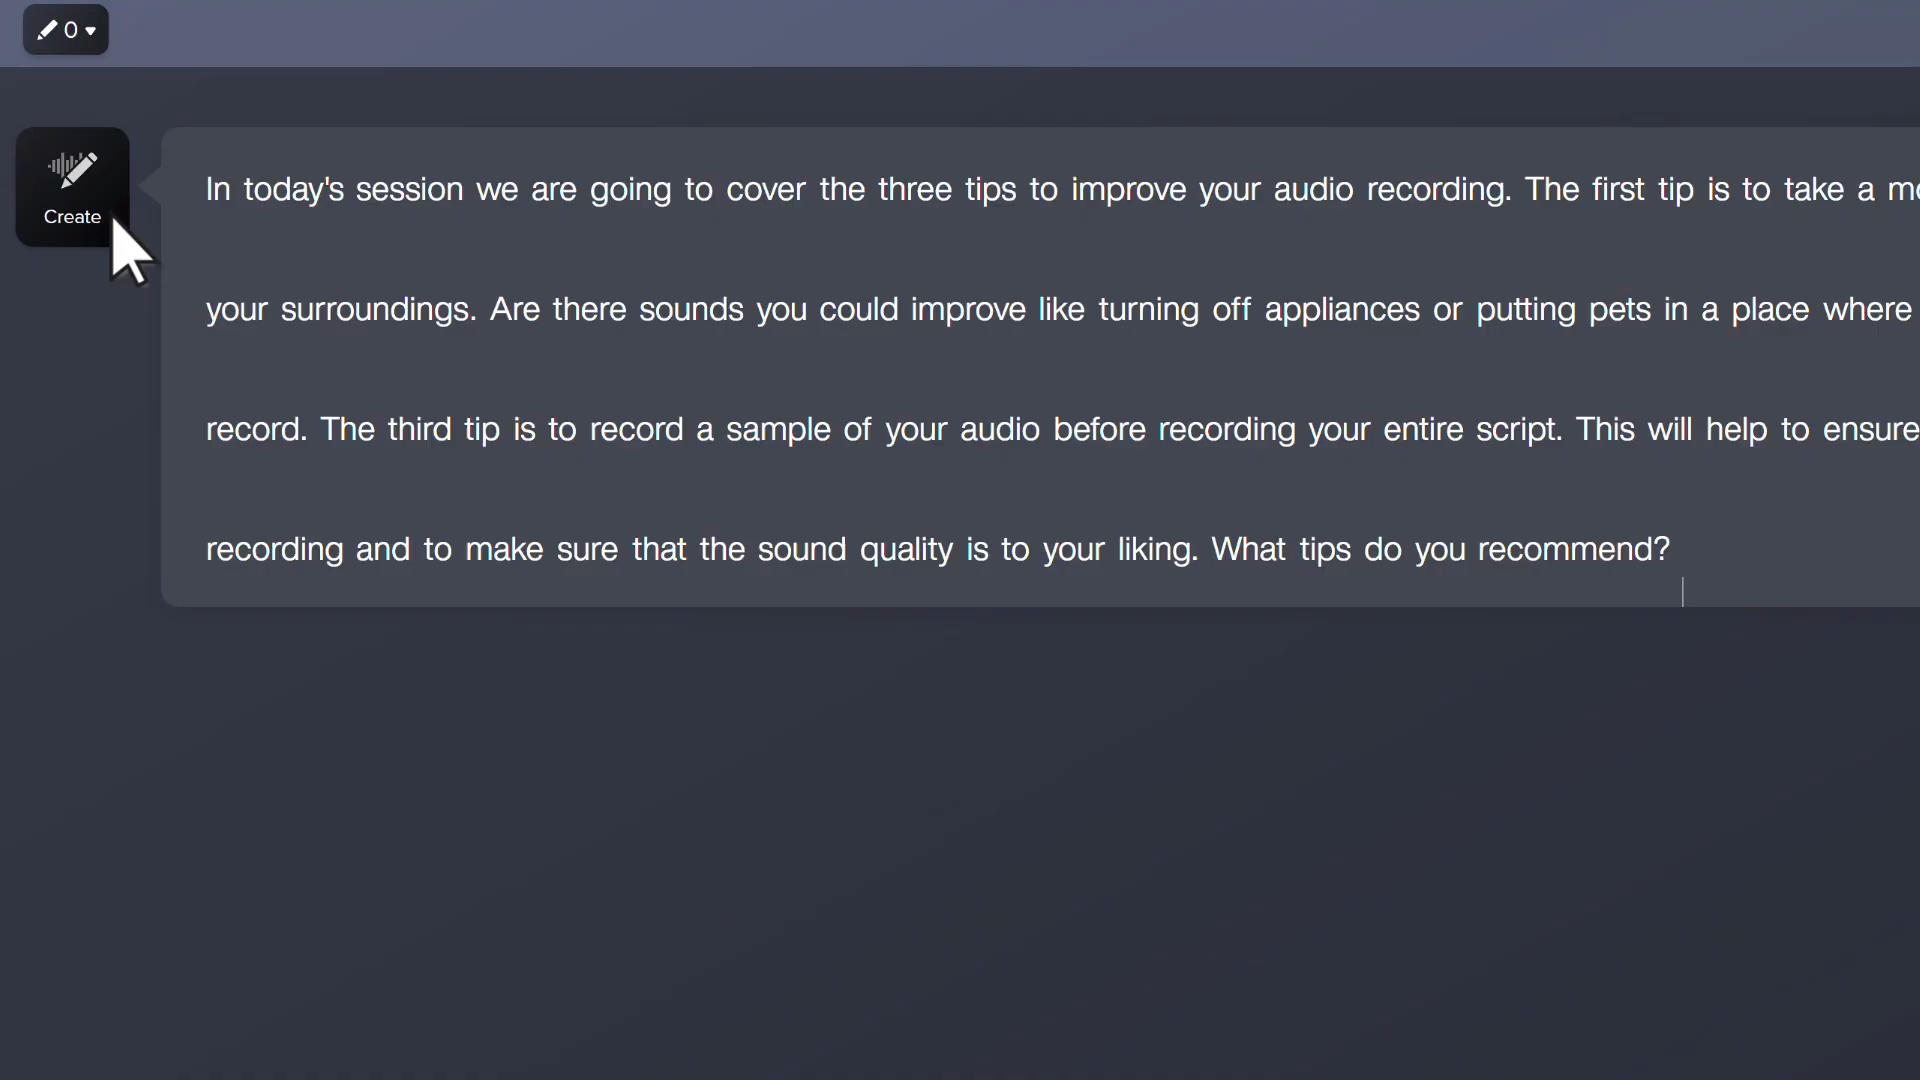 0
Create
In today's session we are going to cover the three tips to improve your audio recording. The first tip is to take a
your surroundings. Are there sounds you could improve like turning off appliances or putting pets in a place where
record. The third tip is to record a sample of your audio before recording your entire script. This will help to ensure
recording and to make sure that the sound quality is to your liking. What tips do you recommend?